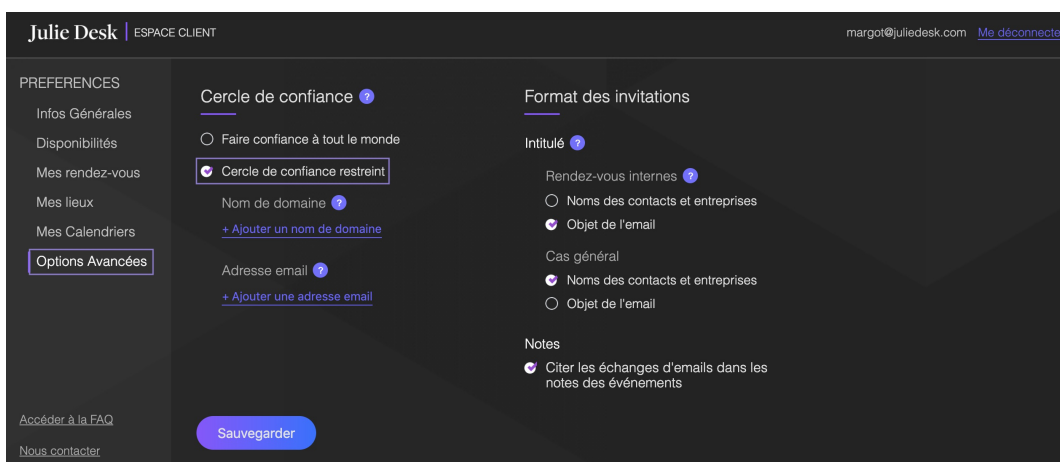 Julie Desk | ESPACE CLIENT
margot@juliedesk.com Me déconnecte
PREFERENCES
Infos Générales
Disponibilités
Mes rendez-vous
Mes lieux
Mes Calendriers
Options Avancées
Accéder à la FAQ
Nous contacter
Cercle de confiance ?
Faire confiance à tout le monde
Cercle de confiance restreint
Nom de domaine ?
+ Ajouter un nom de domaine
Adresse email ?
+ Ajouter une adresse email
Sauvegarder
Format des invitations
Intitulé ?
Rendez-vous internes ?
Noms des contacts et entreprises
Objet de l'email
Cas général
Noms des contacts et entreprises
Objet de l'email
Notes
Citer les échanges d'emails dans les
notes des événements